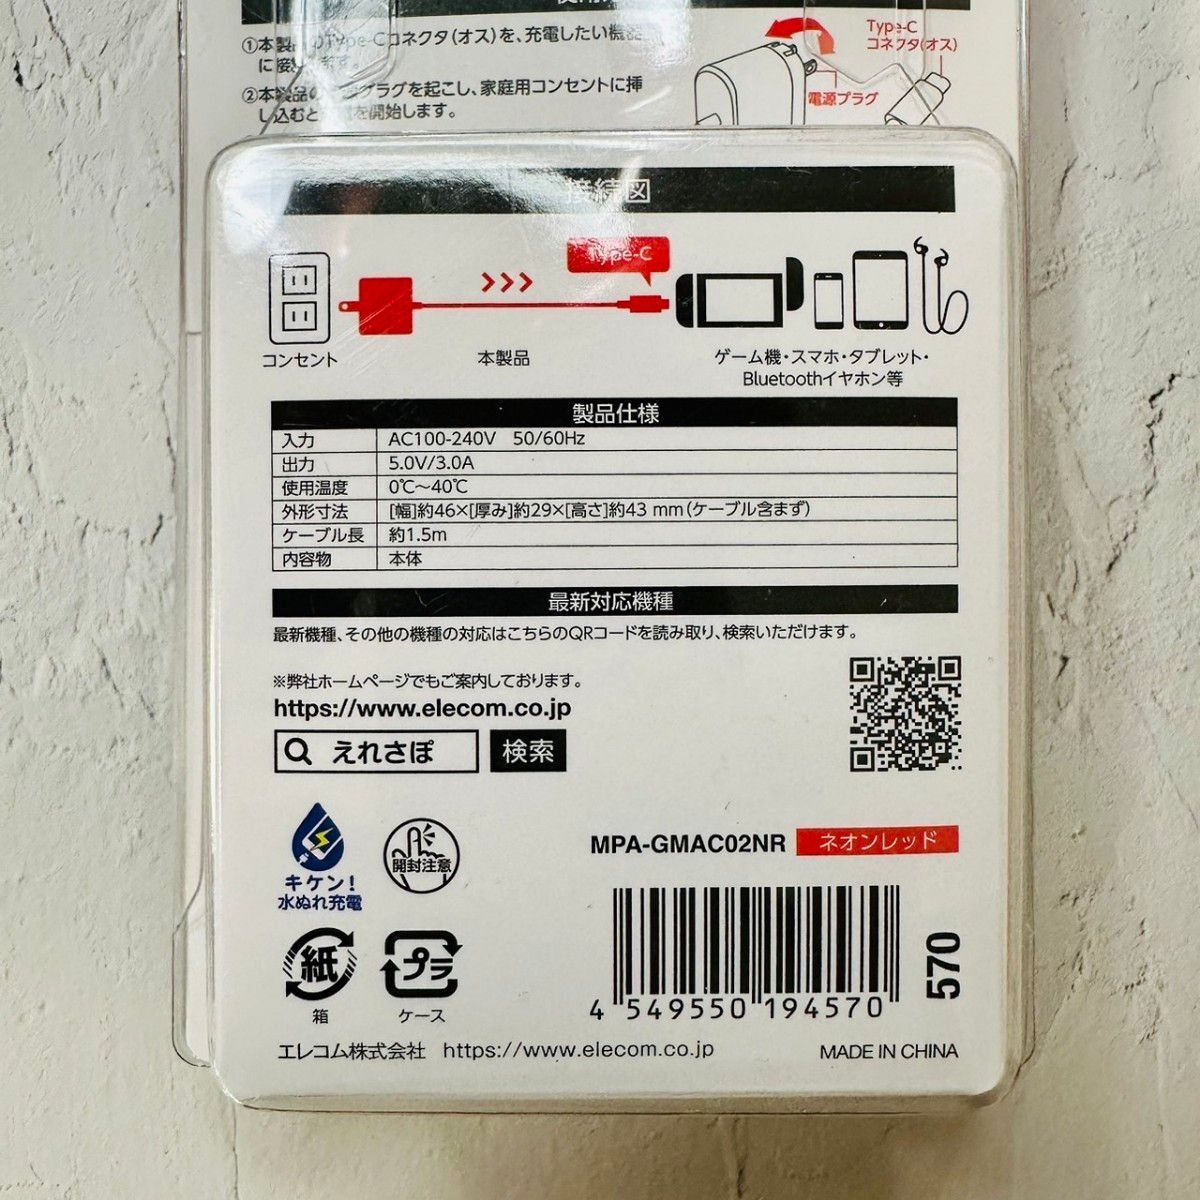 ①本製品のType-Cコネクタ(オス)を、充電したい機器
に接続します。
②本製品の電源プラグを起こし、家庭用コンセントに挿
し込むと充電を開始します。
Type-C
コネクタ(オス)
電源プラグ
接続図
Type-C
コンセント
本製品
ゲーム機・スマホ・タブレット・
Bluetoothイヤホン等
製品仕様
入力 AC100-240V 50/60Hz
出力 5.0V/3.0A
使用温度 0℃～40℃
外形寸法 [幅]約46×[厚み]約29×[高さ]約43 mm(ケーブル含まず)
ケーブル長 約1.5m
内容物 本体
最新対応機種
最新機種、その他の機種の対応はこちらのQRコードを読み取り、検索いただけます。
※弊社ホームページでもご案内しております。
https://www.elecom.co.jp
えれさぽ 検索
キケン!
水ぬれ充電
開封注意
MPA-GMAC02NR ネオンレッド
紙
箱
プラ
ケース
4 549550 194570
570
エレコム株式会社 https://www.elecom.co.jp
MADE IN CHINA